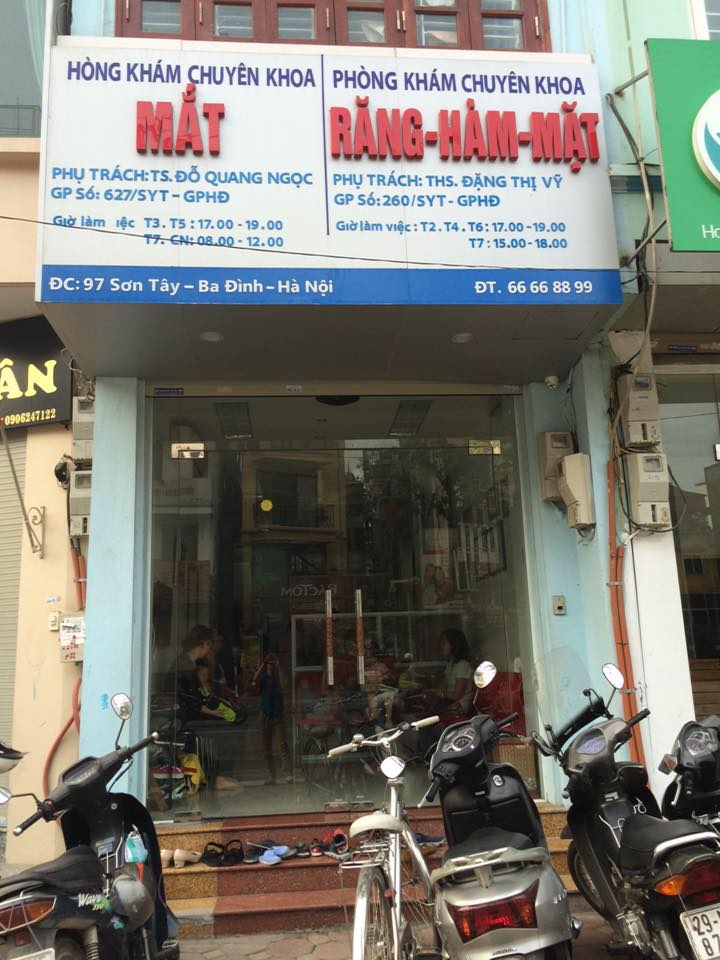 HÒNG KHÁM CHUYÊN KHOA
MẮT
PHỤ TRÁCH: TS. ĐỖ QUANG NGỌC
GP Số: 627/SYT - GPHĐ
Giờ làm iệc T3. T5 : 17.00 - 19.00
T7. CN: 08.00 - 12.00
PHÒNG KHÁM CHUYÊN KHOA
RĂNG-HÀM-MẶT
PHỤ TRÁCH: THS. ĐẶNG THỊ VỸ
GP Số: 260/SYT - GPHĐ
Giờ làm việc : T2 . T4 . T6 : 17.00 -19.00
T7 : 15.00 -18.00
ĐC: 97 Sơn Tây – Ba Đình – Hà Nội
ĐT. 66 66 88 99
ÂN
0906247122
Ho
BACTOM
Wave
29-
87